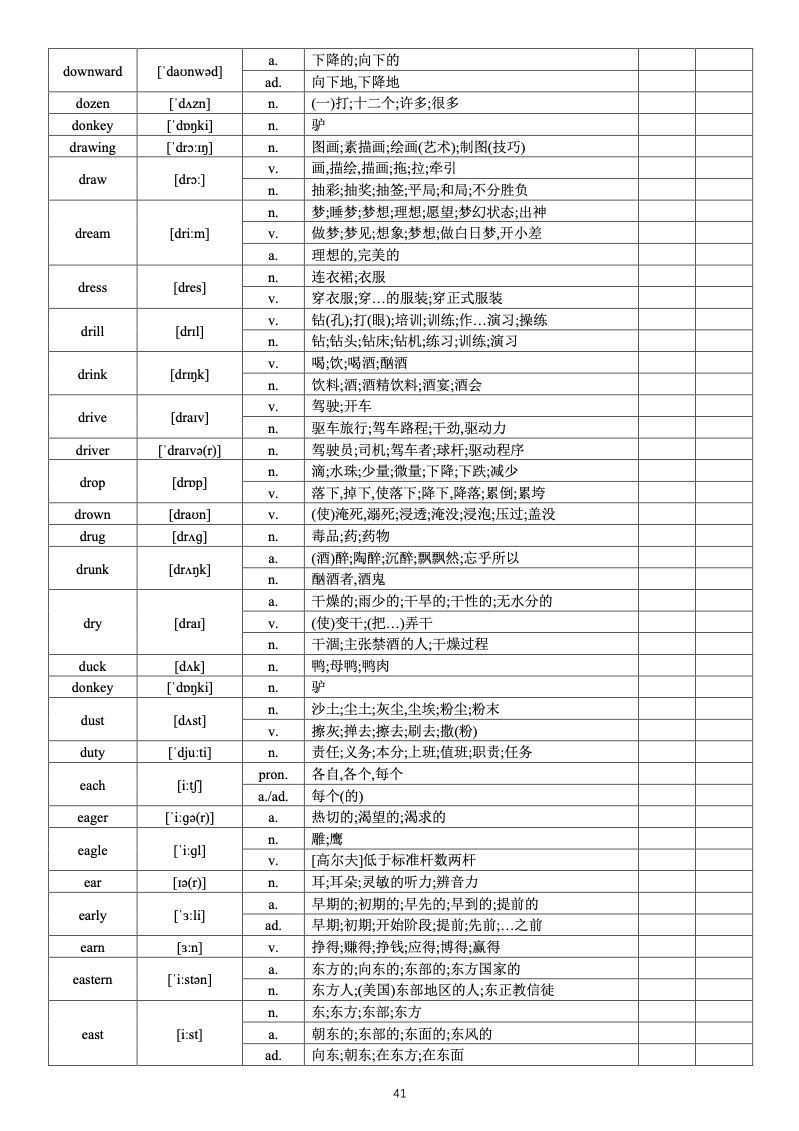 downward [ˈdaʊnwəd] a. 下降的;向下的
ad. 向下地,下降地
dozen [ˈdʌzn] n. (一)打;十二个;许多;很多
donkey [ˈdɒŋki] n. 驴
drawing [ˈdrɔːɪŋ] n. 图画;素描画;绘画(艺术);制图(技巧)
draw [drɔː] v. 画,描绘,描画;拖;拉;牵引
n. 抽彩;抽奖;抽签;平局;和局;不分胜负
dream [driːm] n. 梦;睡梦;梦想;理想;愿望;梦幻状态;出神
v. 做梦;梦见;想象;梦想;做白日梦,开小差
a. 理想的,完美的
dress [dres] n. 连衣裙;衣服
v. 穿衣服;穿…的服装;穿正式服装
drill [drɪl] v. 钻(孔);打(眼);培训;训练;作…演习;操练
n. 钻;钻头;钻床;钻机;练习;训练;演习
drink [drɪŋk] v. 喝;饮;喝酒;酗酒
n. 饮料;酒;酒精饮料;酒宴;酒会
drive [draɪv] v. 驾驶;开车
n. 驱车旅行;驾车路程;干劲,驱动力
driver [ˈdraɪvə(r)] n. 驾驶员;司机;驾车者;球杆;驱动程序
drop [drɒp] n. 滴;水珠;少量;微量;下降;下跌;减少
v. 落下,掉下,使落下;降下,降落;累倒;累垮
drown [draʊn] v. (使)淹死,溺死;浸透;淹没;浸泡;压过;盖没
drug [drʌɡ] n. 毒品;药;药物
drunk [drʌŋk] a. (酒)醉;陶醉;沉醉;飘飘然;忘乎所以
n. 酗酒者,酒鬼
dry [draɪ] a. 干燥的;雨少的;干旱的;干性的;无水分的
v. (使)变干;(把…)弄干
n. 干涸;主张禁酒的人;干燥过程
duck [dʌk] n. 鸭;母鸭;鸭肉
donkey [ˈdɒŋki] n. 驴
dust [dʌst] n. 沙土;尘土;灰尘,尘埃;粉尘;粉末
v. 擦灰;掸去;擦去;刷去;撒(粉)
duty [ˈdjuːti] n. 责任;义务;本分;上班;值班;职责;任务
each [iːtʃ] pron. 各自,各个,每个
a./ad. 每个(的)
eager [ˈiːɡə(r)] a. 热切的;渴望的;渴求的
eagle [ˈiːɡl] n. 雕;鹰
v. [高尔夫]低于标准杆数两杆
ear [ɪə(r)] n. 耳;耳朵;灵敏的听力;辨音力
early [ˈɜːli] a. 早期的;初期的;早先的;早到的;提前的
ad. 早期;初期;开始阶段;提前;先前;…之前
earn [ɜːn] v. 挣得;赚得;挣钱;应得;博得;赢得
eastern [ˈiːstən] a. 东方的;向东的;东部的;东方国家的
n. 东方人;(美国)东部地区的人;东正教信徒
east [iːst] n. 东;东方;东部;东方
a. 朝东的;东部的;东面的;东风的
ad. 向东;朝东;在东方;在东面
41